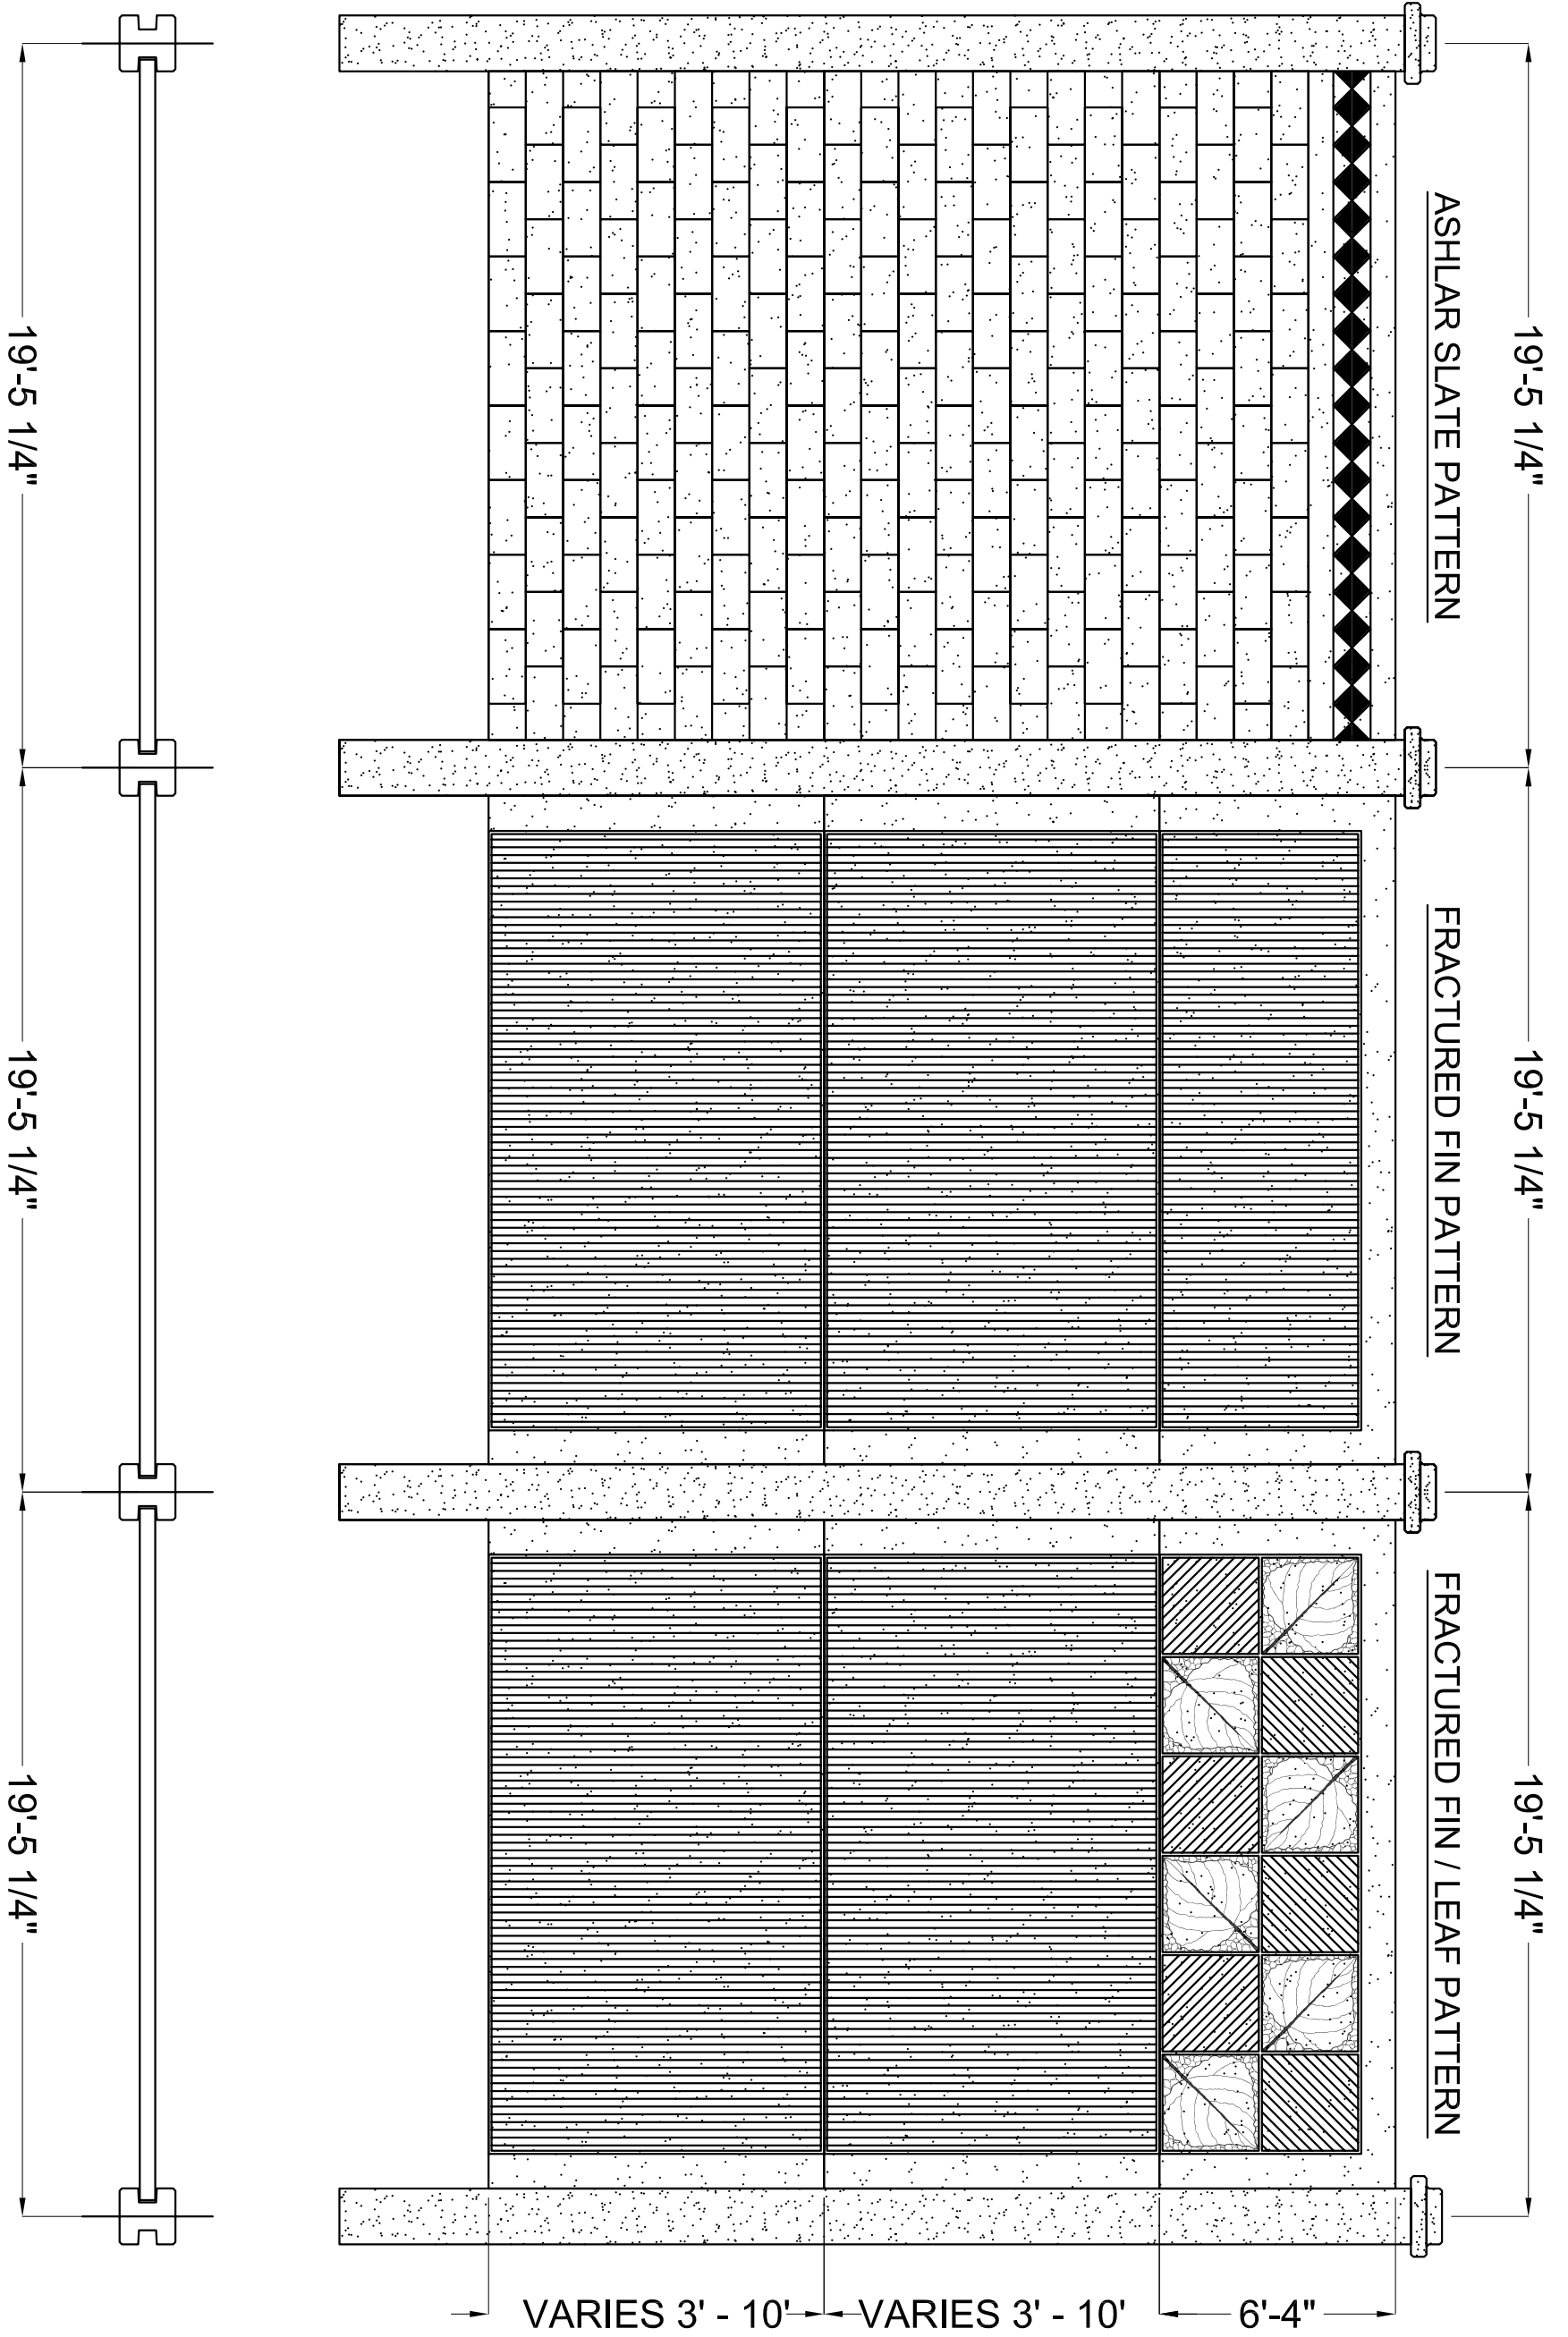 19'-5 1/4"
19'-5 1/4"
19'-5 1/4"
ASHLAR SLATE PATTERN
FRACTURED FIN PATTERN
FRACTURED FIN / LEAF PATTERN
6'-4"
VARIES 3' - 10'
VARIES 3' - 10'
19'-5 1/4"
19'-5 1/4"
19'-5 1/4"